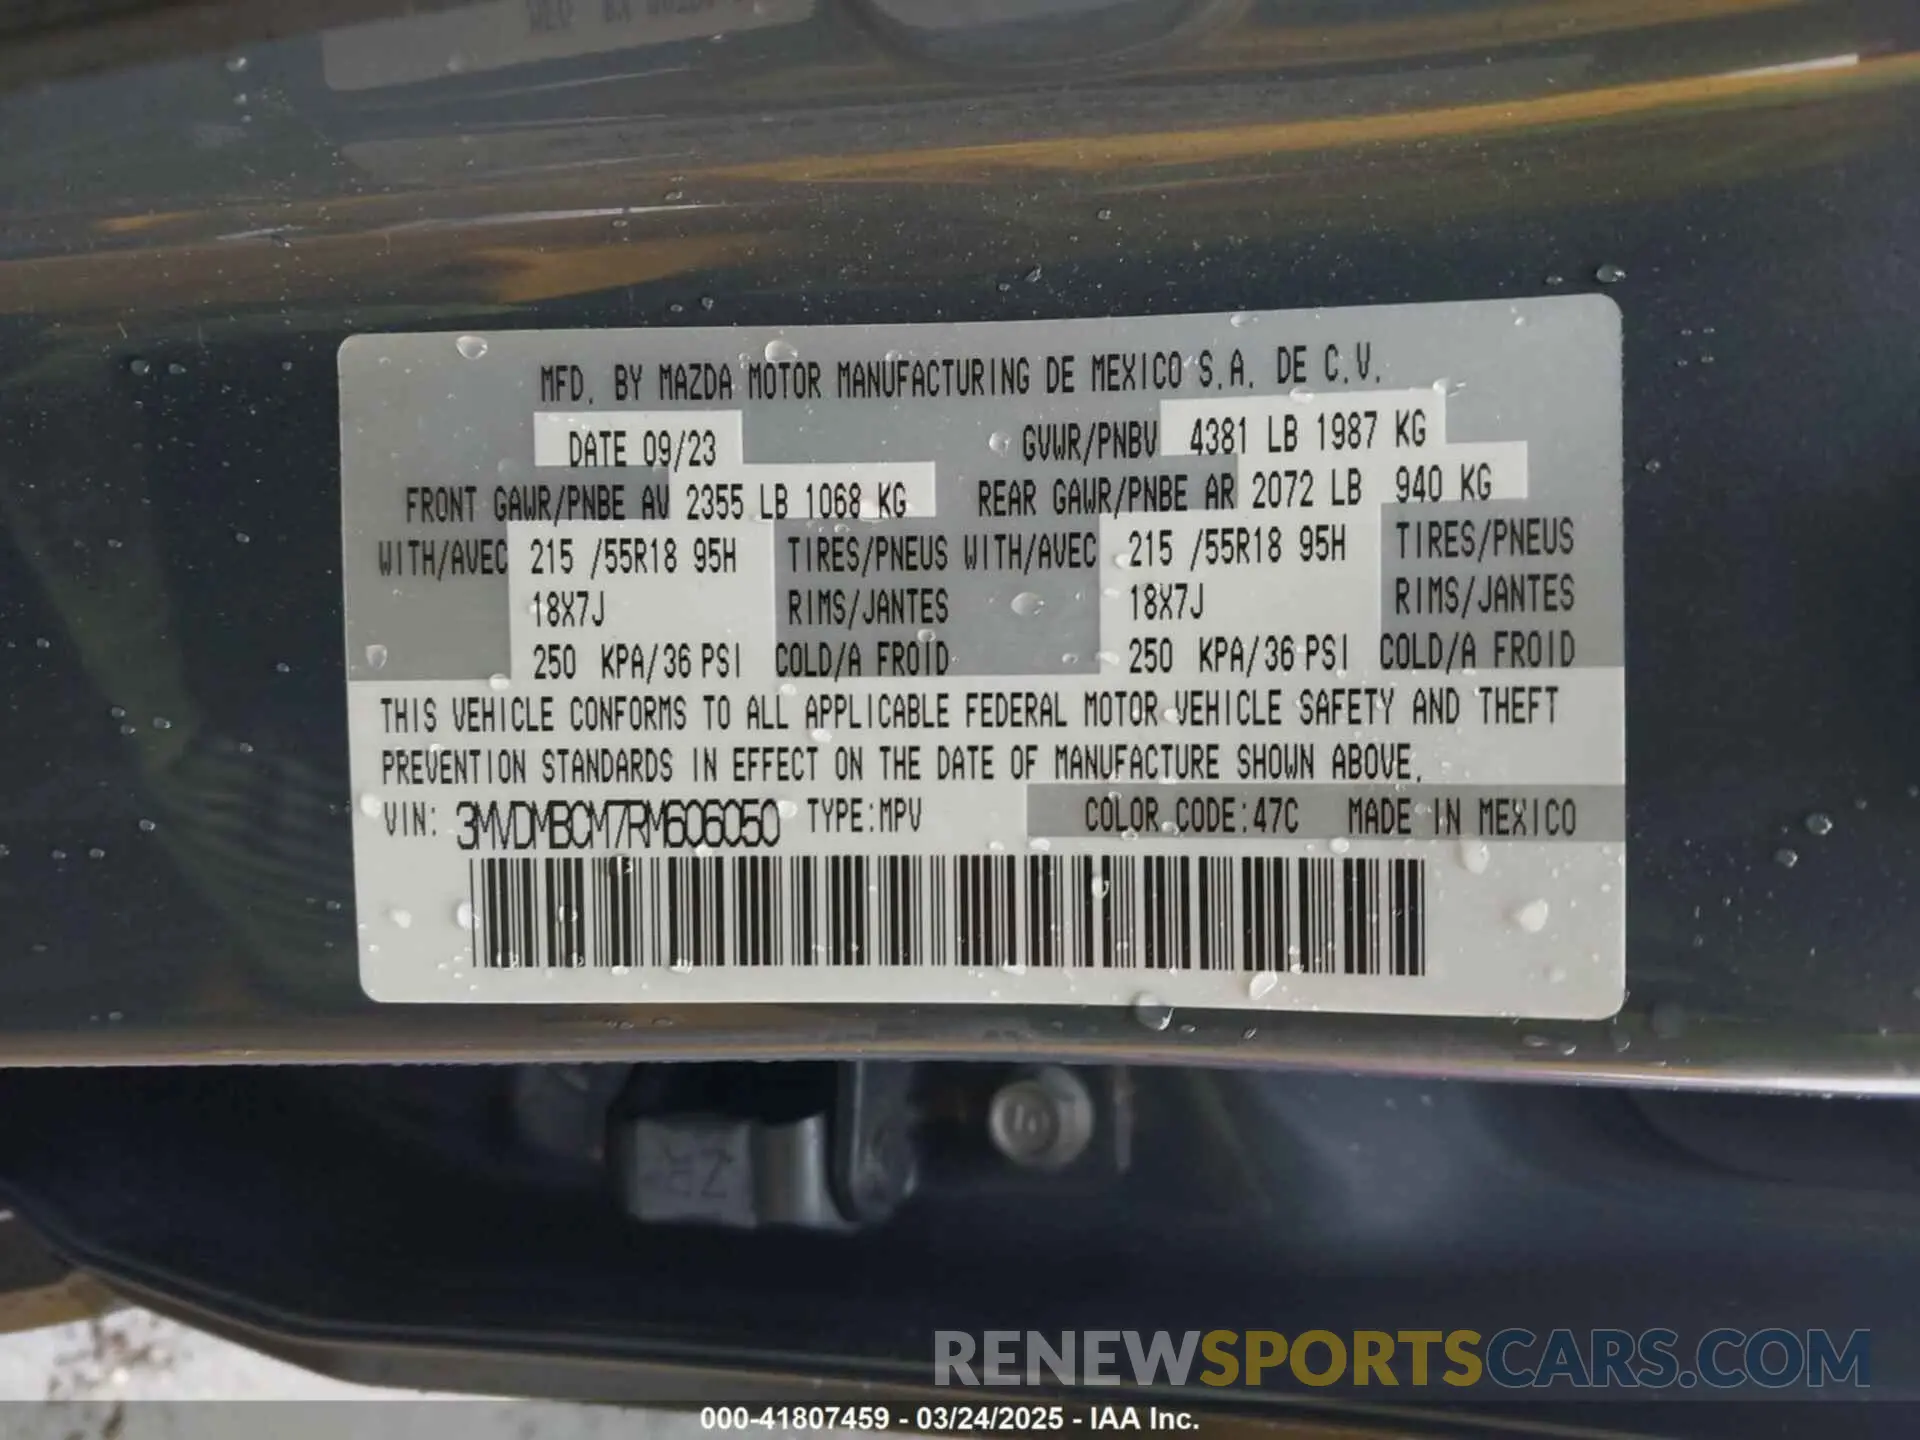 MFD. BY MAZDA MOTOR MANUFACTURING DE MEXICO S.A. DE C.V.
DATE 09/23 GVWR/PNBV 4381 LB 1987 KG
FRONT GAWR/PNBE AV 2355 LB 1068 KG REAR GAWR/PNBE AR 2072 LB 940 KG
WITH/AVEC 215 /55R18 95H TIRES/PNEUS WITH/AVEC 215 /55R18 95H TIRES/PNEUS
18X7J RIMS/JANTES 18X7J RIMS/JANTES
250 KPA/36 PSI COLD/A FROID 250 KPA/36 PSI COLD/A FROID
THIS VEHICLE CONFORMS TO ALL APPLICABLE FEDERAL MOTOR VEHICLE SAFETY AND THEFT
PREVENTION STANDARDS IN EFFECT ON THE DATE OF MANUFACTURE SHOWN ABOVE.
VIN: 3MVDMBCM7RM606050 TYPE:MPV COLOR CODE:47C MADE IN MEXICO
RENEWSPORTSCARS.COM
000-41807459 - 03/24/2025 - IAA Inc.